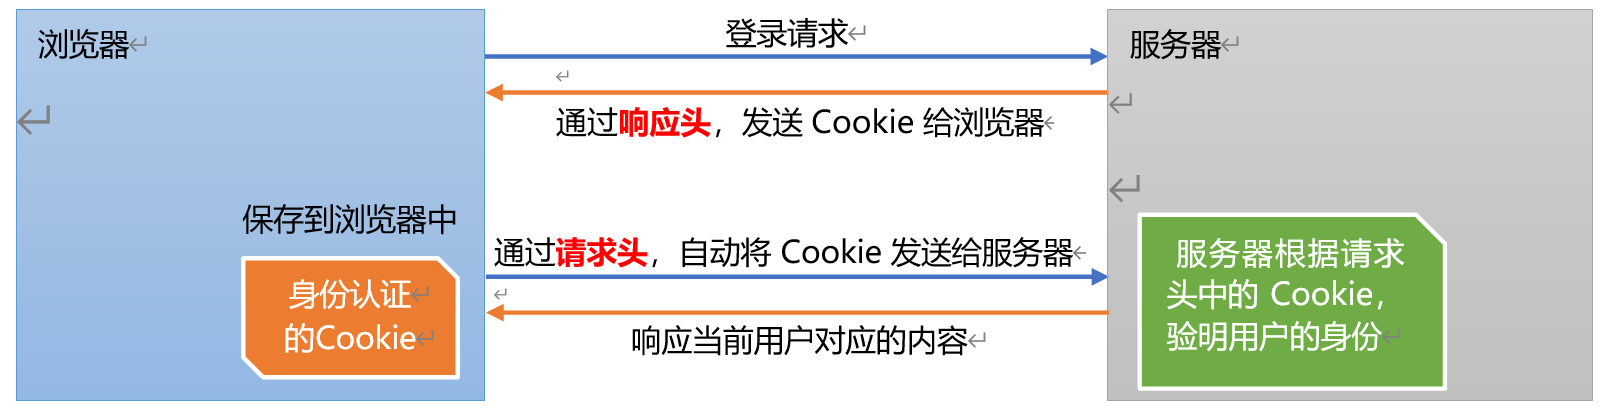 浏览器
登录请求
服务器
通过响应头，发送 Cookie 给浏览器
保存到浏览器中
身份认证
的Cookie
通过请求头，自动将 Cookie 发送给服务器
响应当前用户对应的内容
服务器根据请求
头中的 Cookie，
验明用户的身份